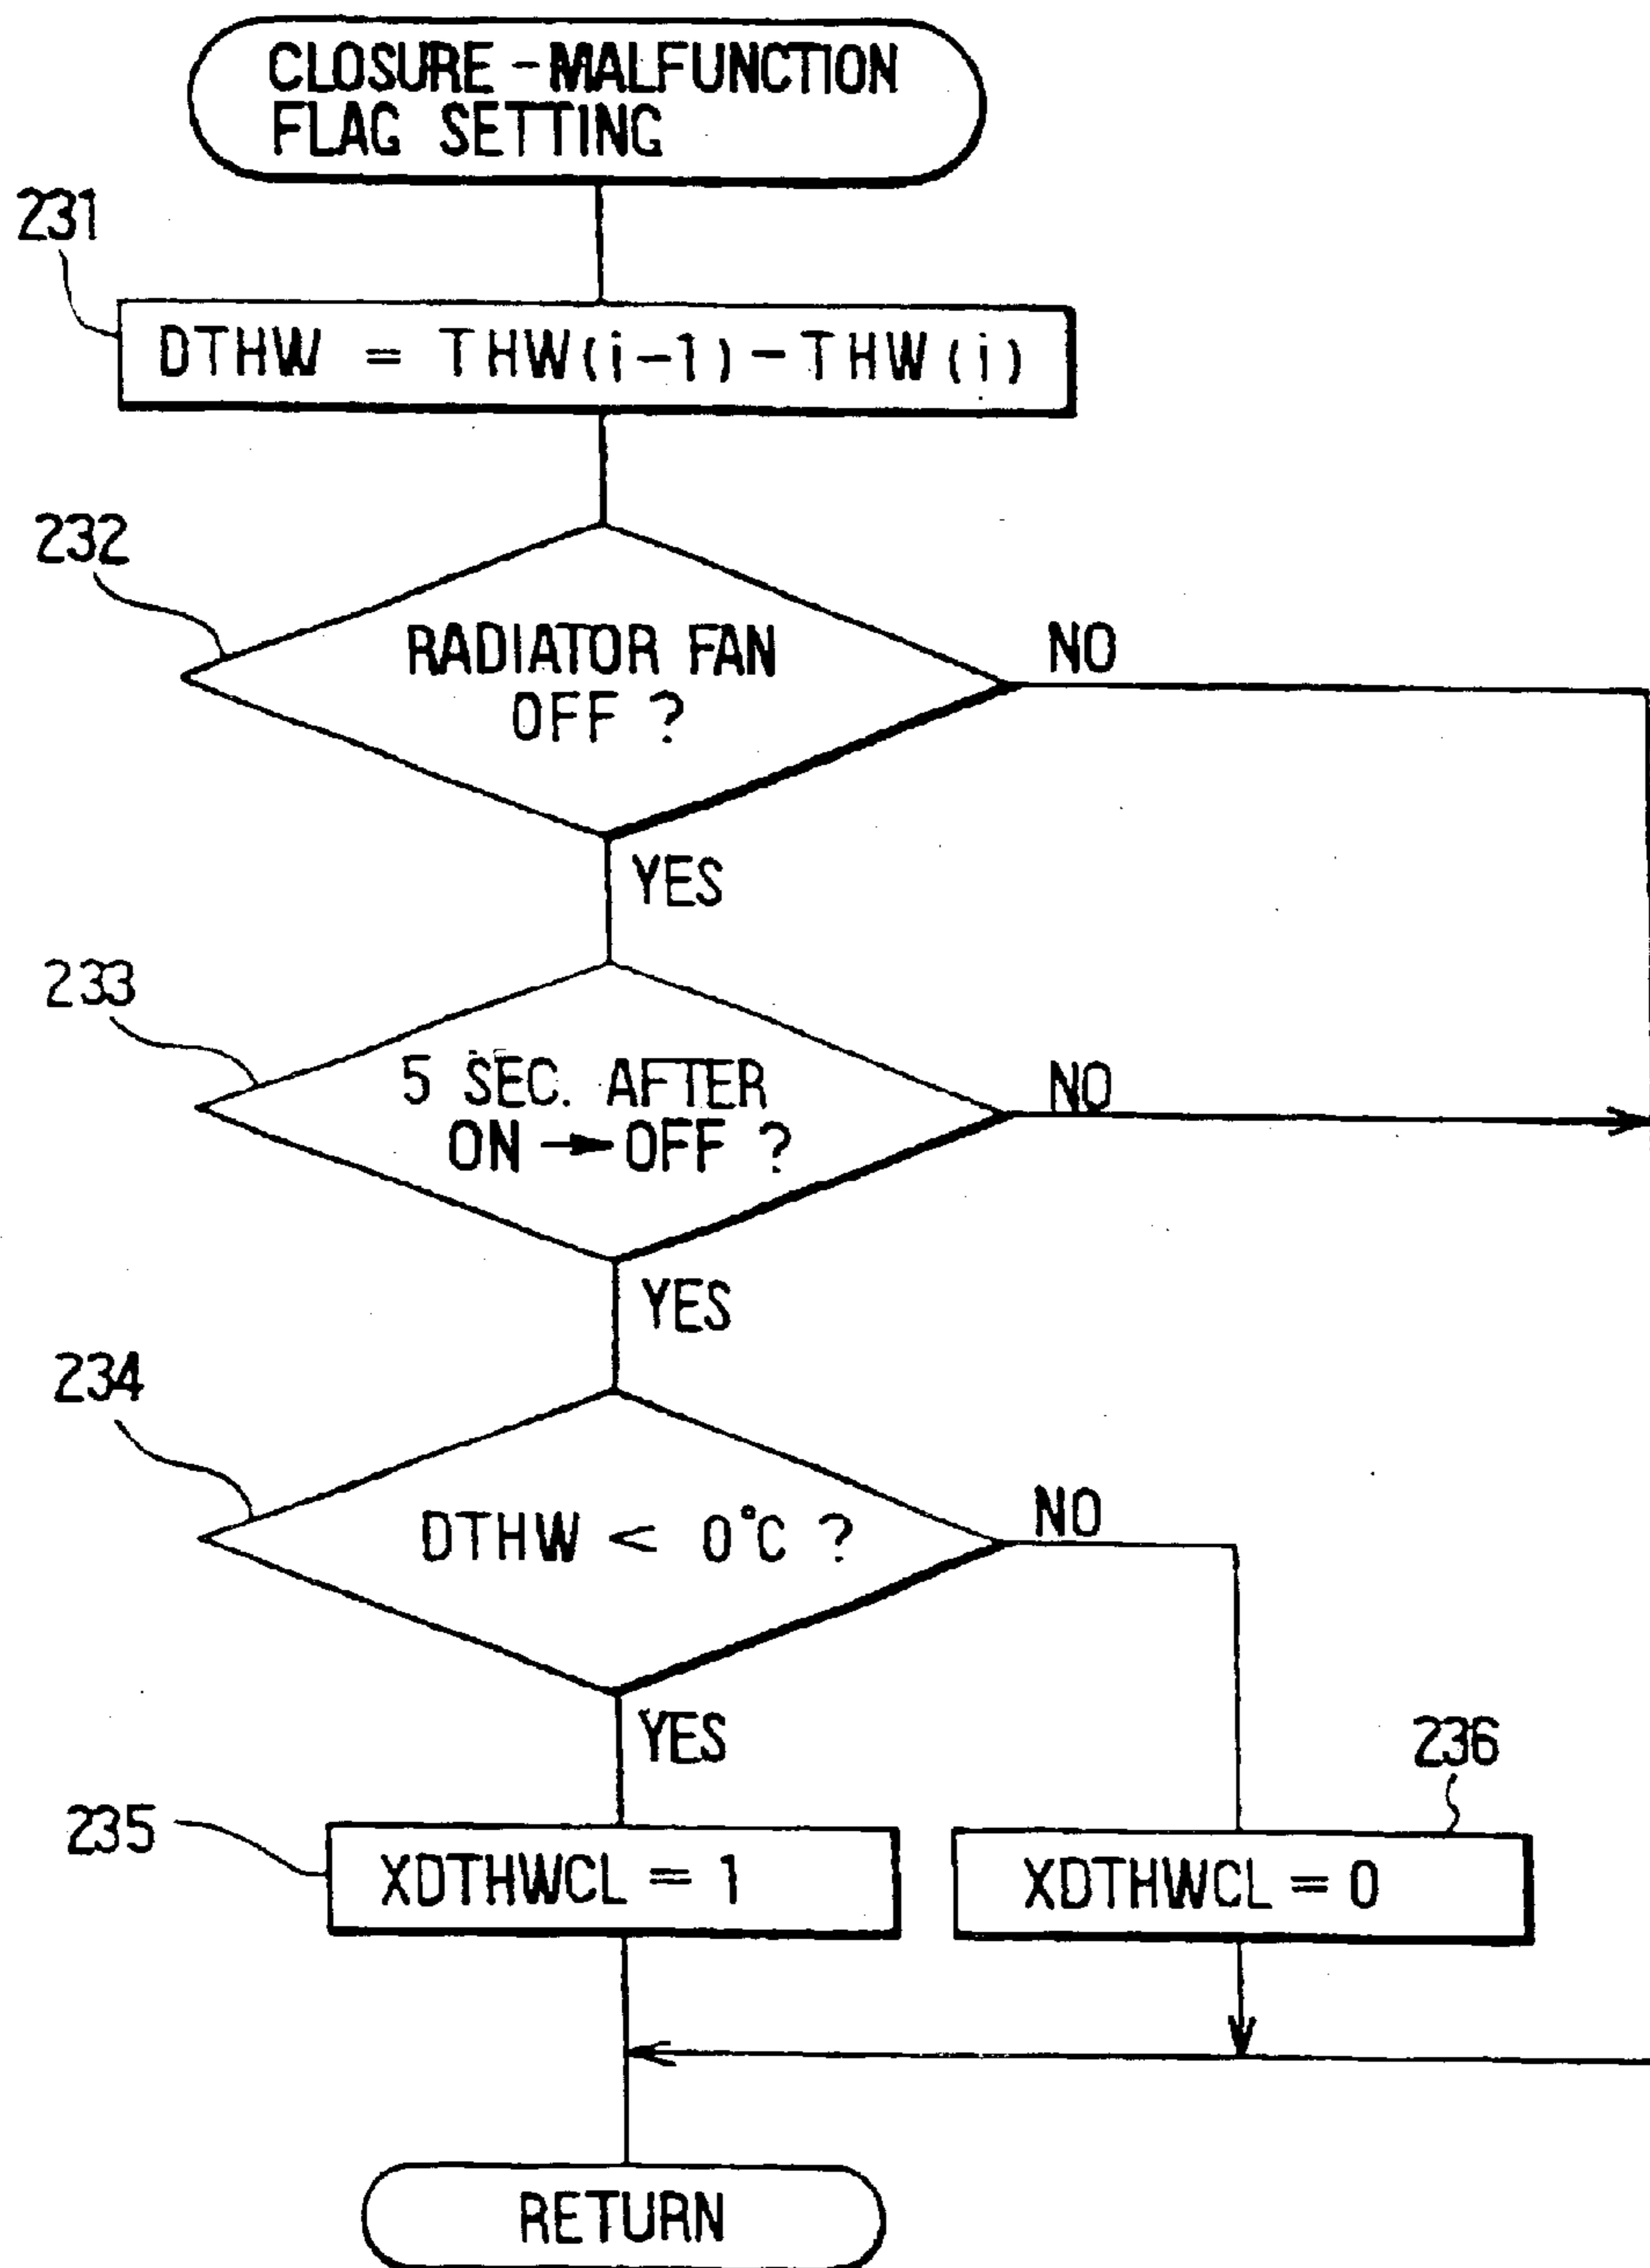 CLOSURE-MALFUNCTION
FLAG SETTING
231
DTHW = THW(i-1)-THW(i)
232
RADIATOR FAN
OFF ?
NO
YES
233
5 SEC. AFTER
ON → OFF ?
NO
YES
234
DTHW < 0°C ?
NO
YES
235
XDTHWCL = 1
236
XDTHWCL = 0
RETURN